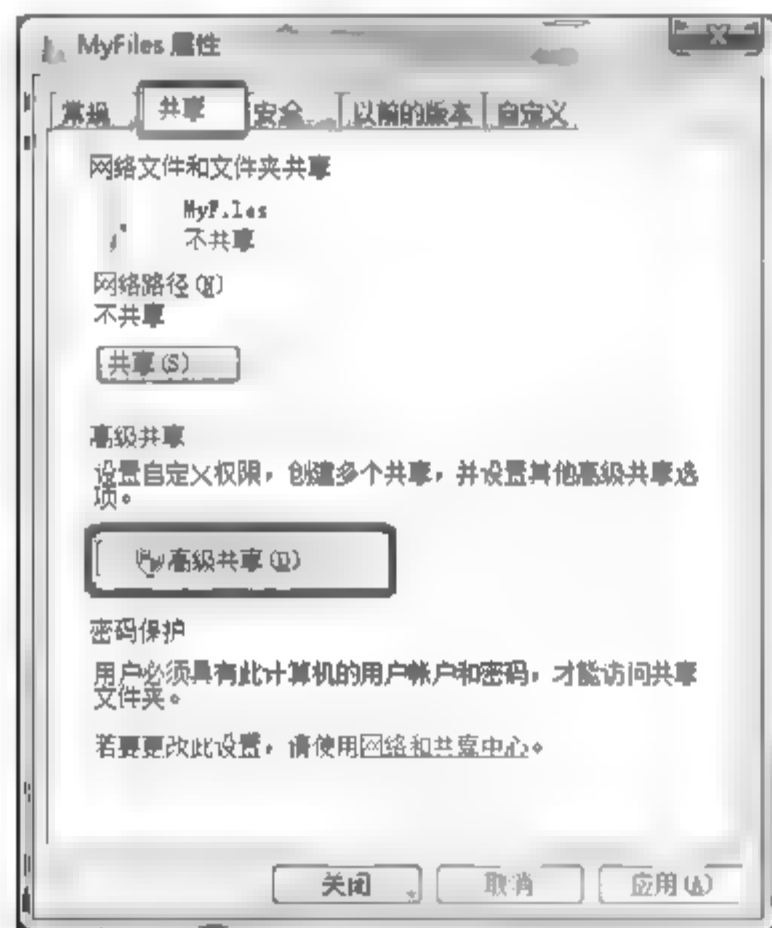 MyFiles 属性
常规 共享 安全 以前的版本 自定义
网络文件和文件夹共享
MyFiles
不共享
网络路径(N)
不共享
共享(S)
高级共享
设置自定义权限，创建多个共享，并设置其他高级共享选
项。
高级共享(D)
密码保护
用户必须具有此计算机的用户帐户和密码，才能访问共享
文件夹。
若要更改此设置，请使用网络和共享中心。
关闭 取消 应用(A)